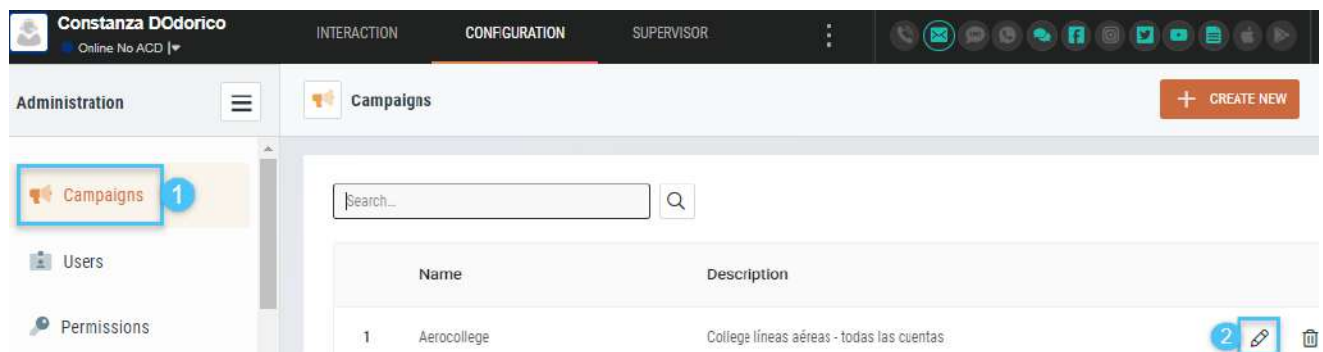 Constanza DOdorico
Online No ACD
INTERACTION
CONFIGURATION
SUPERVISOR
Administration
Campaigns
+ CREATE NEW
Campaigns
1
Search...
Users
Name
Description
Permissions
1
Aerocollege
College líneas aéreas - todas las cuentas
2